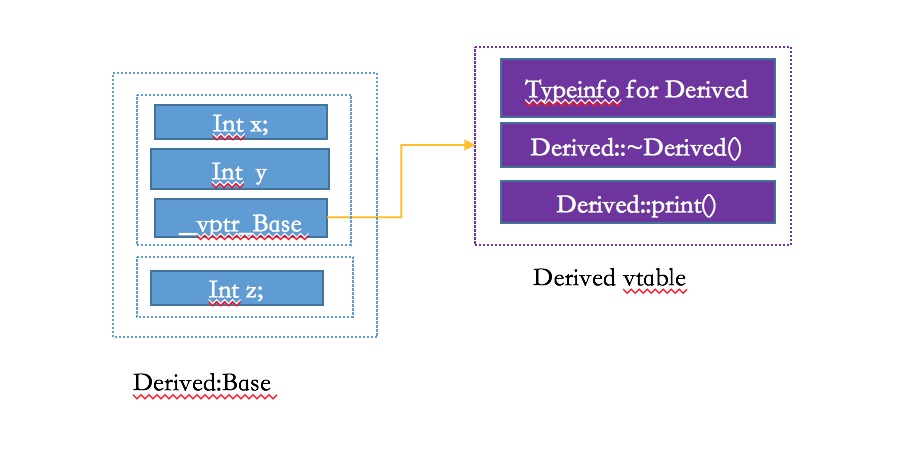 Int x;
Int y
__vptr_Base
Int z;
Derived:Base
Typeinfo for Derived
Derived::~Derived()
Derived::print()
Derived vtable